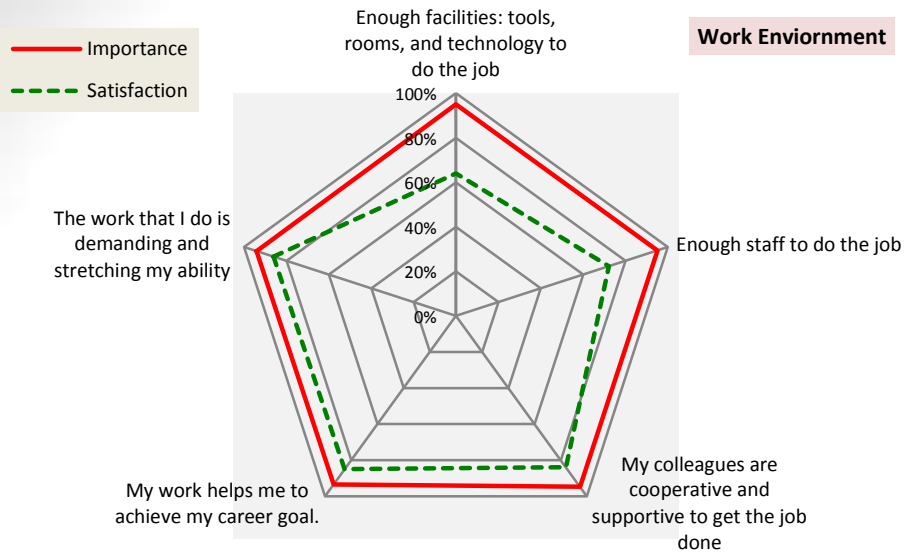 Importance
Satisfaction
Enough facilities: tools,
rooms, and technology to
do the job
Work Enviornment
100%
80%
60%
40%
20%
0%
The work that I do is
demanding and
stretching my ability
Enough staff to do the job
My work helps me to
achieve my career goal.
My colleagues are
cooperative and
supportive to get the job
done